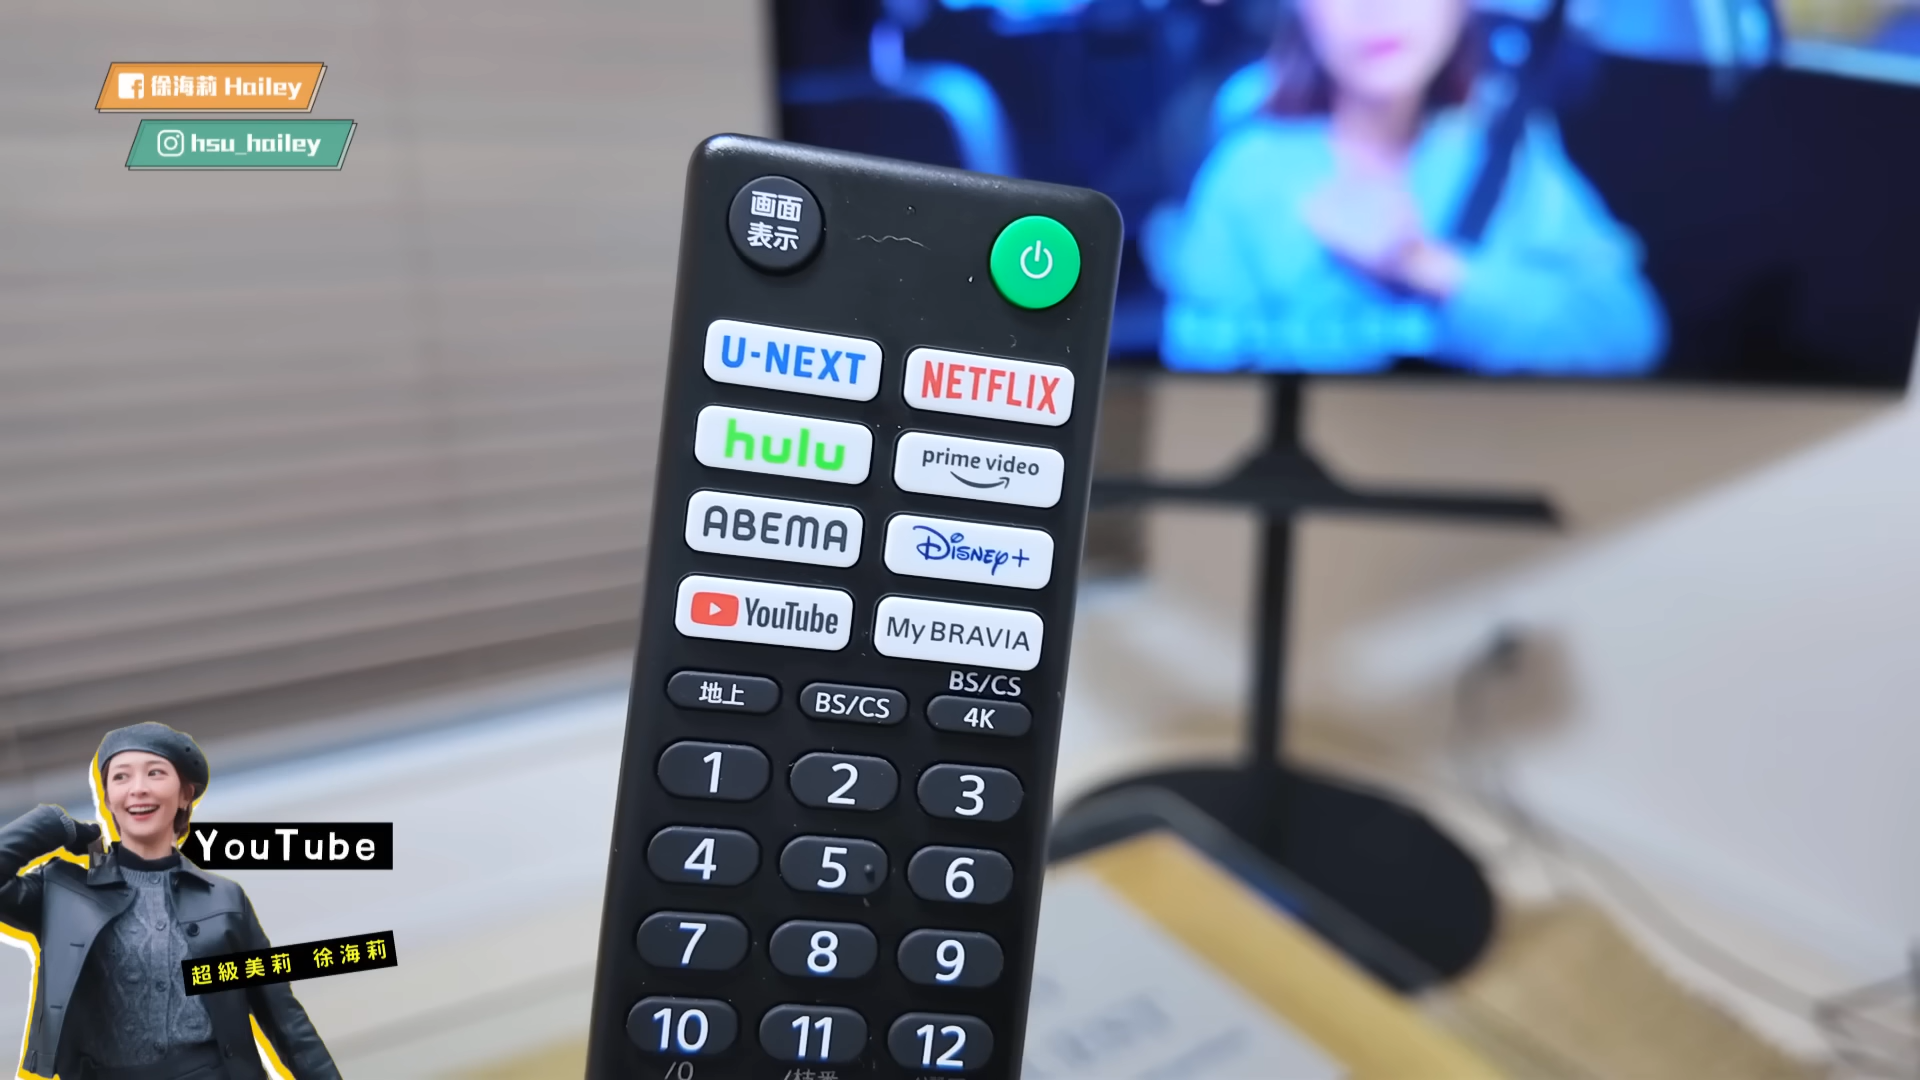 徐海莉 Hailey
hsu_hailey
画面
表示
U-NEXT
NETFLIX
hulu
prime video
ABEMA
Disney+
YouTube
My BRAVIA
地上
BS/CS
BS/CS
4K
1
2
3
4
5
6
7
8
9
10
11
12
/0
YouTube
超級美莉 徐海莉